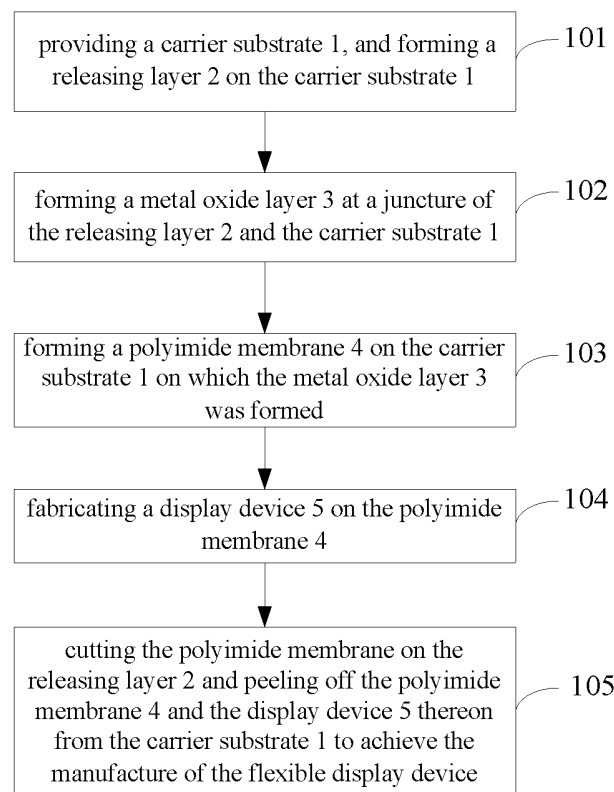 providing a carrier substrate 1, and forming a
releasing layer 2 on the carrier substrate 1
101
forming a metal oxide layer 3 at a juncture of
the releasing layer 2 and the carrier substrate 1
102
forming a polyimide membrane 4 on the carrier
substrate 1 on which the metal oxide layer 3
was formed
103
fabricating a display device 5 on the polyimide
membrane 4
104
cutting the polyimide membrane on the
releasing layer 2 and peeling off the polyimide
membrane 4 and the display device 5 thereon
from the carrier substrate 1 to achieve the
manufacture of the flexible display device
105